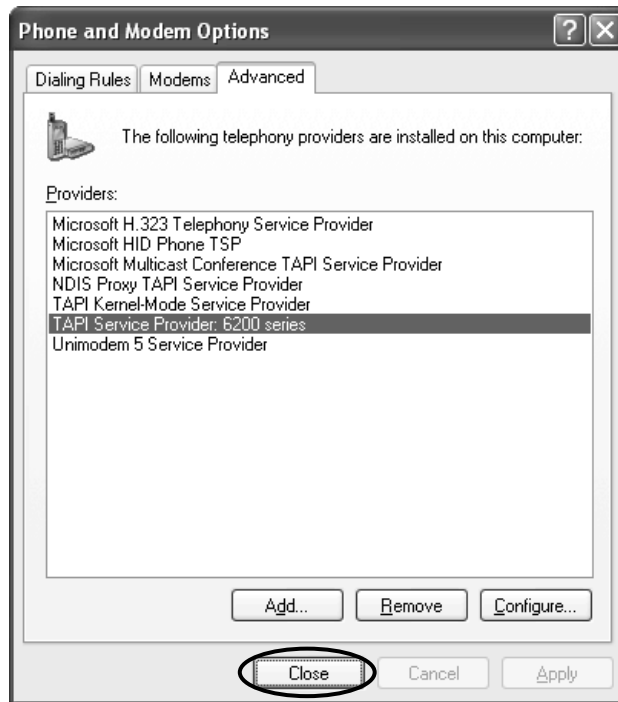 Phone and Modem Options
Dialing Rules Modems Advanced
The following telephony providers are installed on this computer:
Providers:
Microsoft H.323 Telephony Service Provider
Microsoft HID Phone TSP
Microsoft Multicast Conference TAPI Service Provider
NDIS Proxy TAPI Service Provider
TAPI Kernel-Mode Service Provider
TAPI Service Provider: 6200 series
Unimodem 5 Service Provider
Add... Remove Configure...
Close Cancel Apply